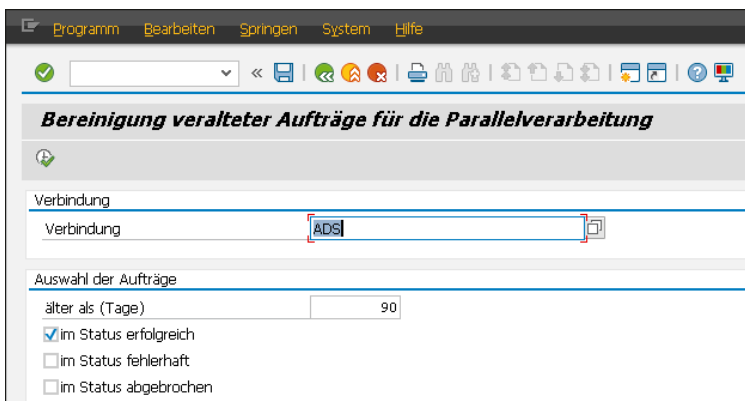 Programm Bearbeiten Springen System Hilfe
Bereinigung veralteter Aufträge für die Parallelverarbeitung
Verbindung
Verbindung ADS
Auswahl der Aufträge
älter als (Tage) 90
im Status erfolgreich
im Status fehlerhaft
im Status abgebrochen